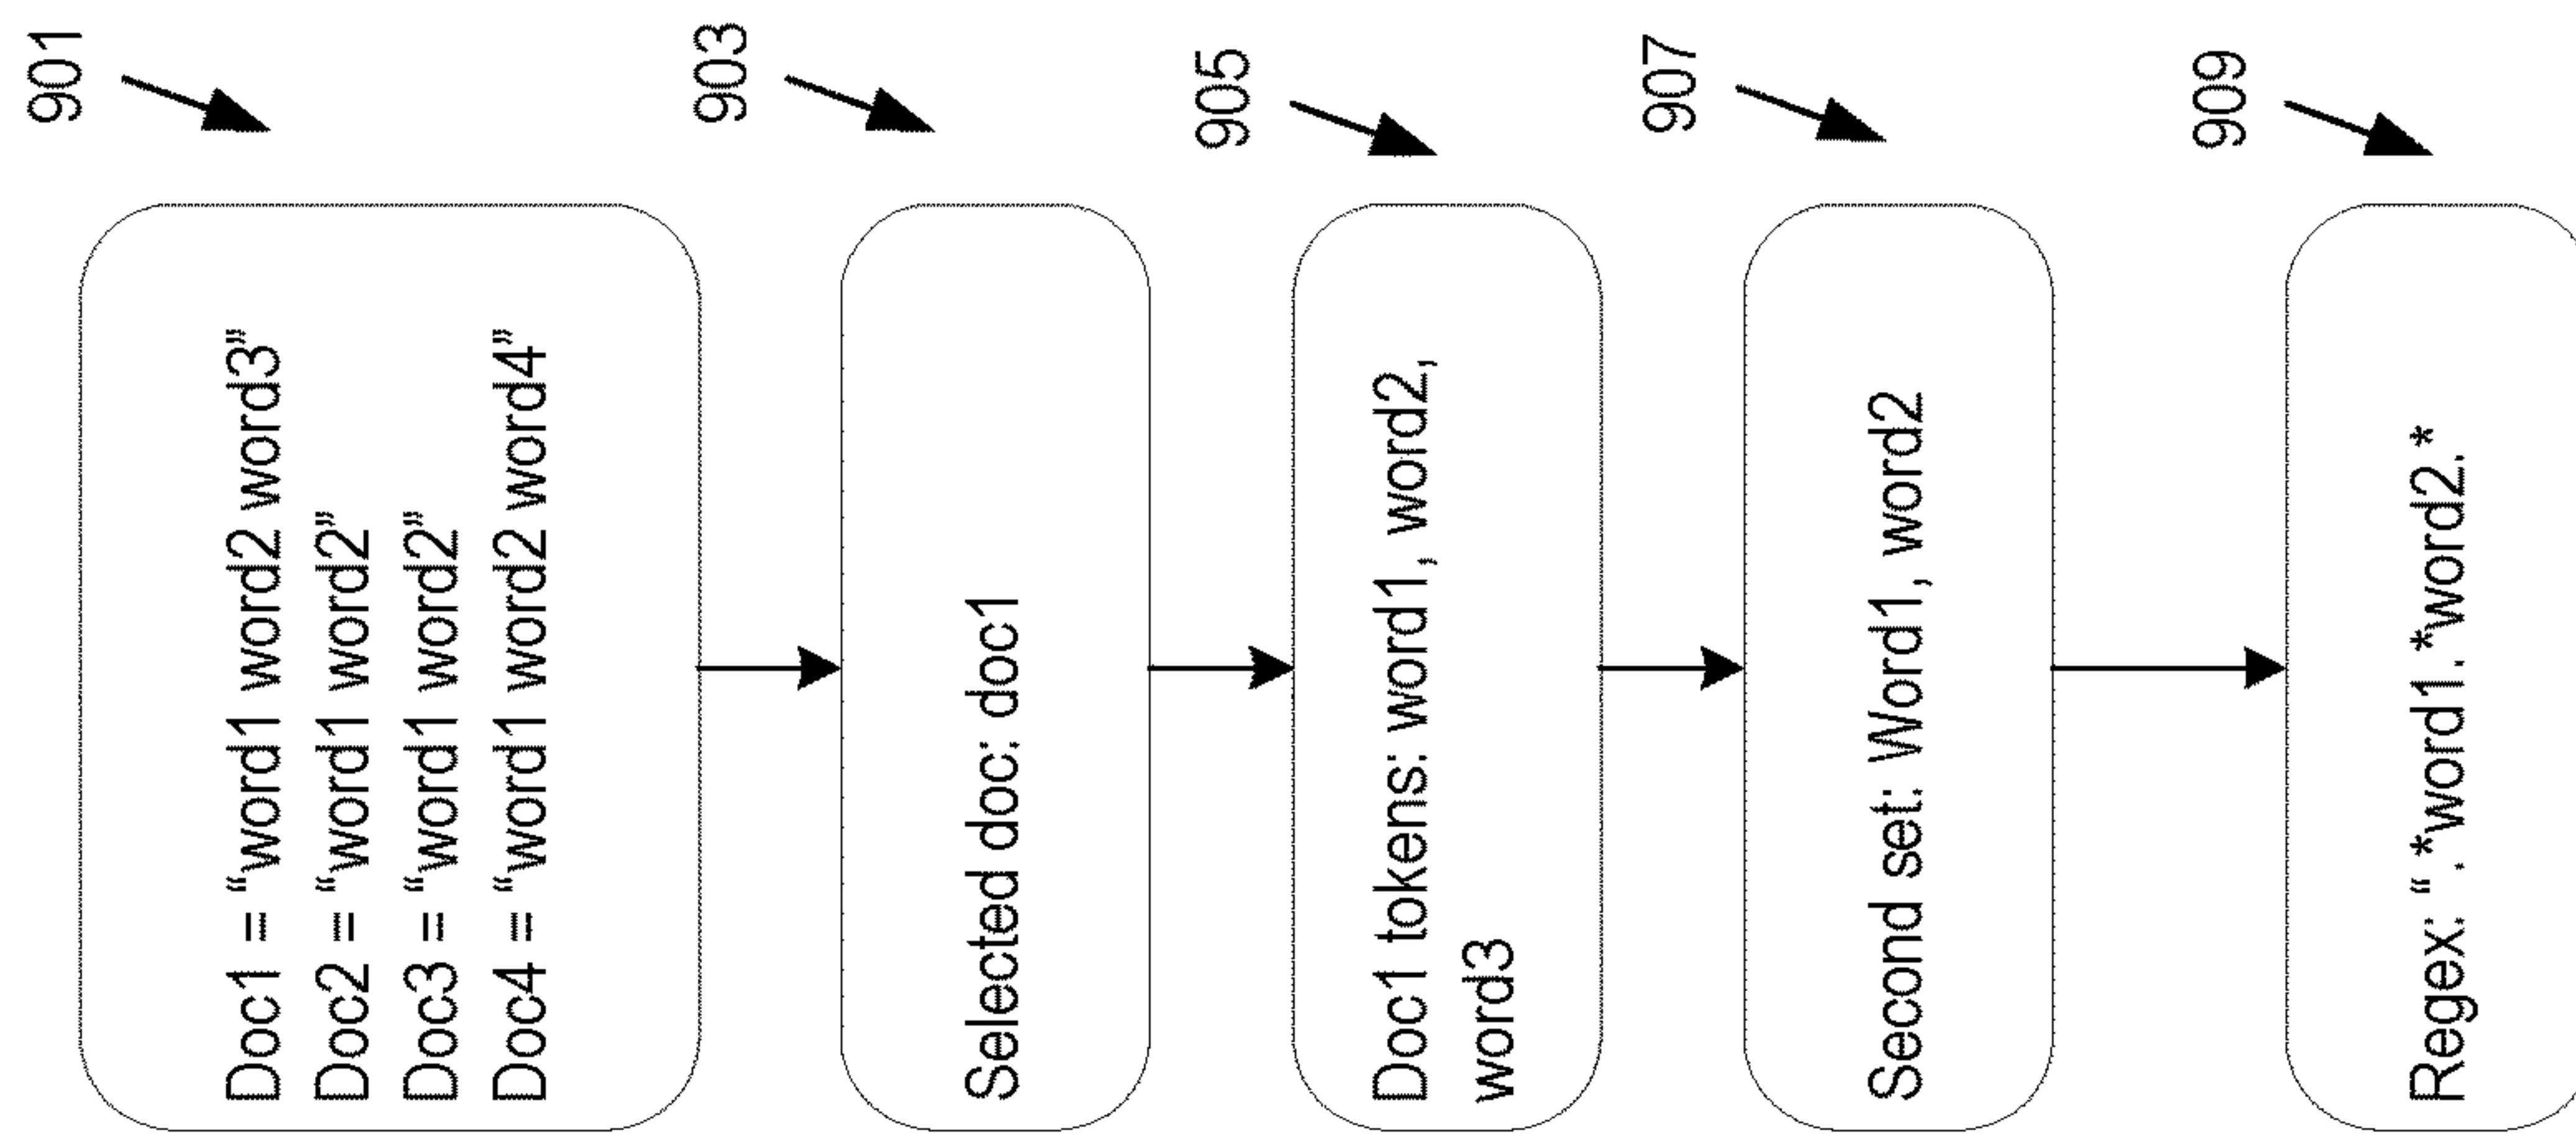 901
Doc1 = “word1 word2 word3”
Doc2 = “word1 word2”
Doc3 = “word1 word2”
Doc4 = “word1 word2 word4”
903
Selected doc: doc1
905
Doc1 tokens: word1, word2,
word3
907
Second set: Word1, word2
909
Regex: “.*word1.*word2.*